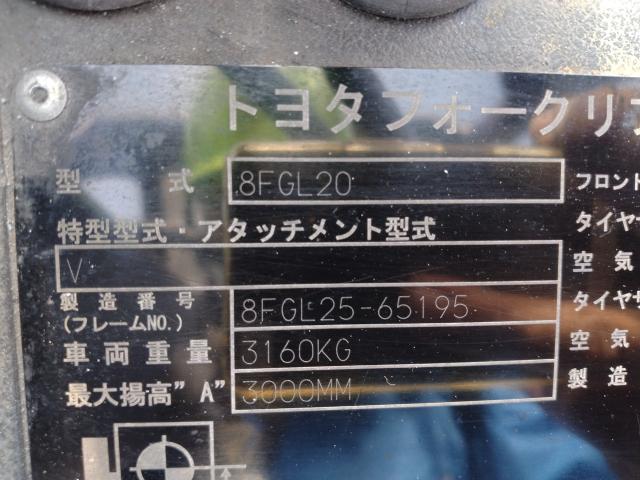 トヨタフォークリフ
型式 8FGL20 フロント
特型型式・アタッチメント型式 タイヤ
V 空気
製造番号 8FGL25-65195 タイヤサ
(フレームNO.)
車両重量 3160KG 空気
最大揚高"A" 3000MM 製造